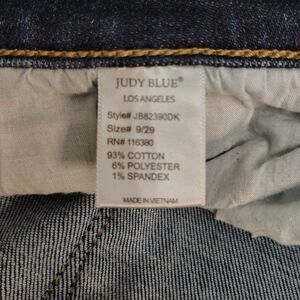 JUDY BLUE®
LOS ANGELES
Style# JB82390DK
Size# 9/29
RN# 116380
93% COTTON
6% POLYESTER
1% SPANDEX
MADE IN VIETNAM